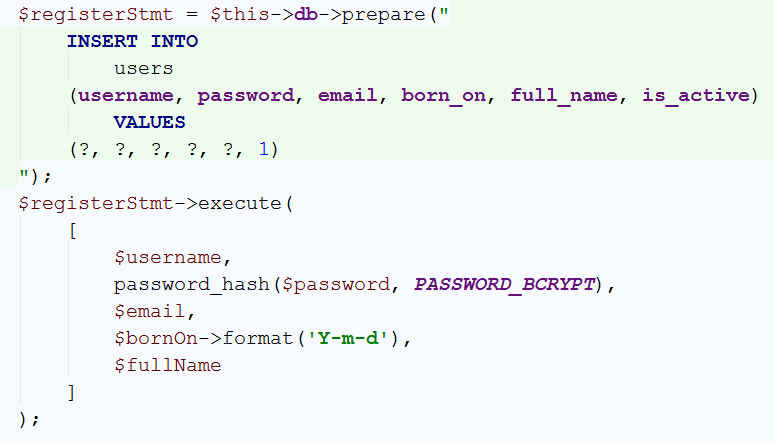 $registerStmt = $this->db->prepare("
    INSERT INTO
        users
    (username, password, email, born_on, full_name, is_active)
        VALUES
    (?, ?, ?, ?, ?, 1)
");
$registerStmt->execute(
    [
        $username,
        password_hash($password, PASSWORD_BCRYPT),
        $email,
        $bornOn->format('Y-m-d'),
        $fullName
    ]
);